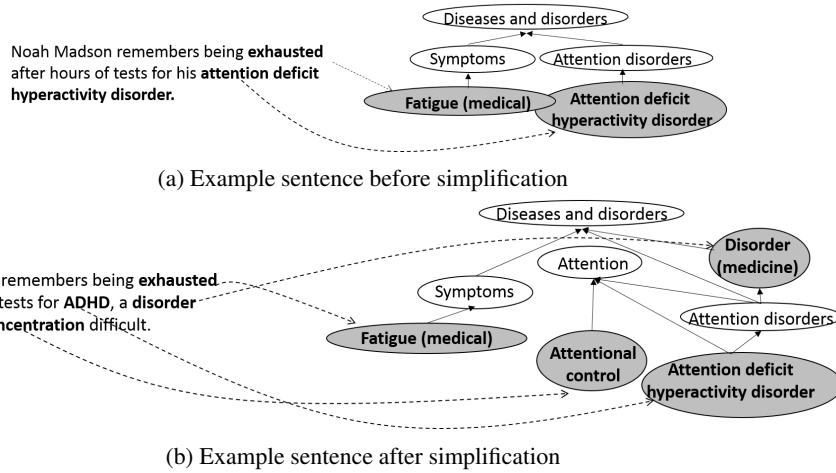 Diseases and disorders
Noah Madson remembers being exhausted
after hours of tests for his attention deficit
hyperactivity disorder.
Symptoms
Attention disorders
Fatigue (medical)
Attention deficit
hyperactivity disorder
(a) Example sentence before simplification
Diseases and disorders
Disorder
(medicine)
Attention
remembers being exhausted
tests for ADHD, a disorder
ncentration difficult.
Symptoms
Attention disorders
Fatigue (medical)
Attentional
control
Attention deficit
hyperactivity disorder
(b) Example sentence after simplification